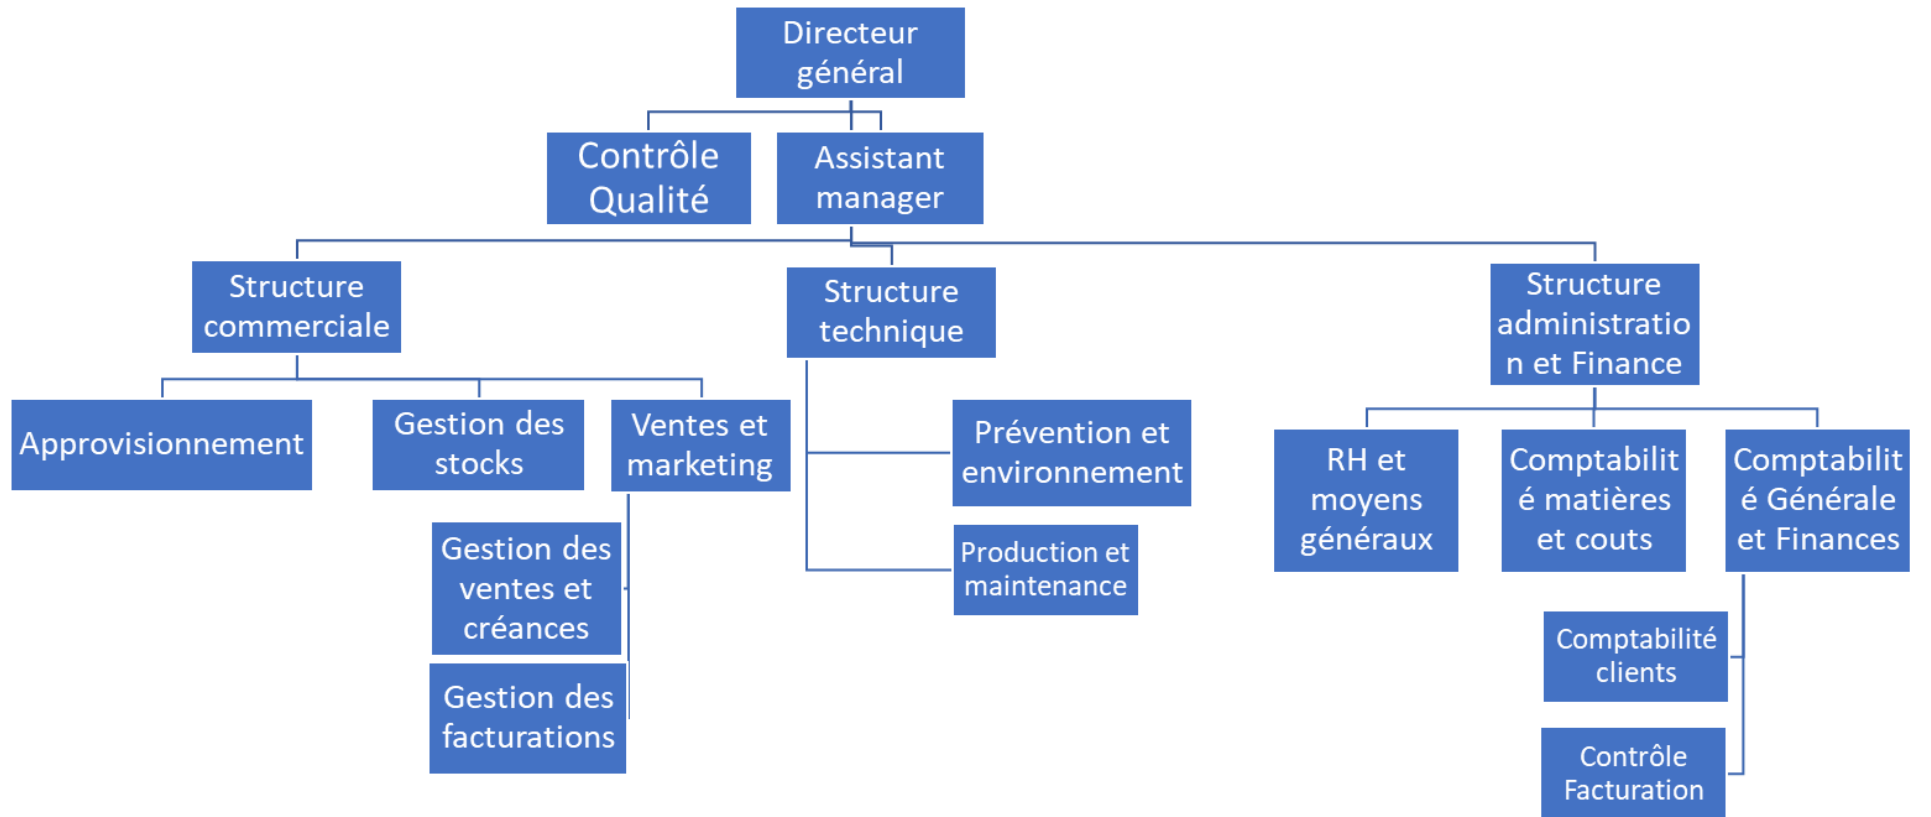 Directeur
général
Contrôle
Qualité
Assistant
manager
Structure
commerciale
Structure
technique
Structure
administratio
n et Finance
Approvisionnement
Gestion des
stocks
Ventes et
marketing
Gestion des
ventes et
créances
Gestion des
facturations
Prévention et
environnement
Production et
maintenance
RH et
moyens
généraux
Comptabilit
é matières
et couts
Comptabilit
é Générale
et Finances
Comptabilité
clients
Contrôle
Facturation